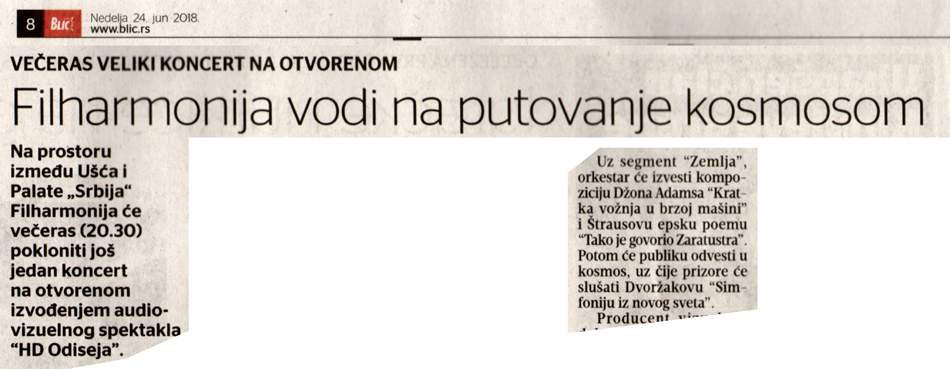 8 Blic! Nedelja 24. jun 2018.
www.blic.rs
VEČERAS VELIKI KONCERT NA OTVORENOM
Filharmonija vodi na putovanje kosmosom
Na prostoru
između Ušća i
Palate „Srbija“
Filharmonija će
večeras (20.30)
pokloniti još
jedan koncert
na otvorenom
izvođenjem audio-
vizuelnog spektakla
“HD Odiseja”.
Uz segment “Zemlja”,
orkestar će izvesti kompo-
ziciju Džona Adamsa “Krat-
ka vožnja u brzoj mašini”
i Štrausovu epsku poemu
“Tako je govorio Zaratustra”.
Potom će publiku odvesti u
kosmos, uz čije prizore će
slušati Dvoržakovu “Sim-
foniju iz novog sveta”.
Producent